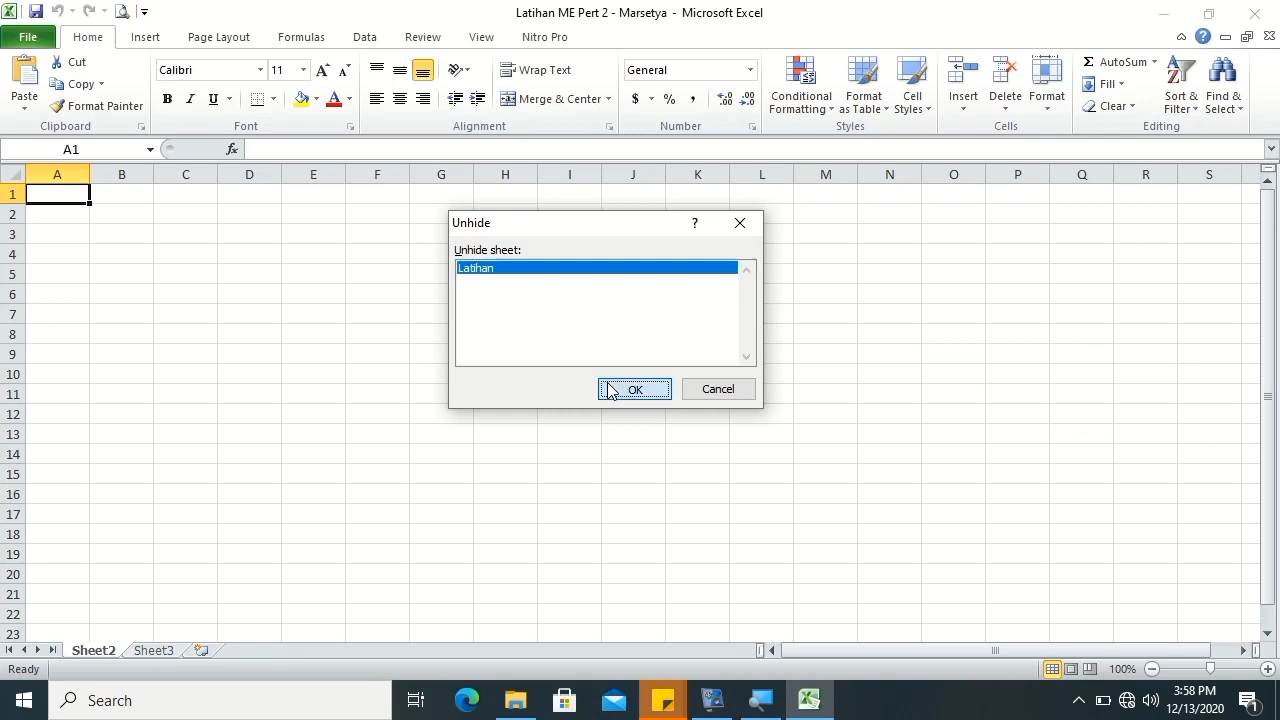 Latihan ME Pert 2 - Marsetya - Microsoft Excel
File Home Insert Page Layout Formulas Data Review View Nitro Pro
Paste
Cut
Copy
Format Painter
Clipboard
Calibri 11
B I U A
Font
Wrap Text
Merge & Center
Alignment
General
$ % ,
Number
Conditional Formatting
Format as Table
Cell Styles
Styles
Insert
Delete
Format
Cells
Σ AutoSum
Fill
Clear
Sort & Filter
Find & Select
Editing
A1 fx
A B C D E F G H I J K L M N O P Q R S
1
2
3
4
5
6
7
8
9
10
11
12
13
14
15
16
17
18
19
20
21
22
23
Unhide ?
Unhide sheet:
Latihan
OK Cancel
Sheet2 Sheet3
Ready 100%
Search
3:58 PM
12/13/2020
1